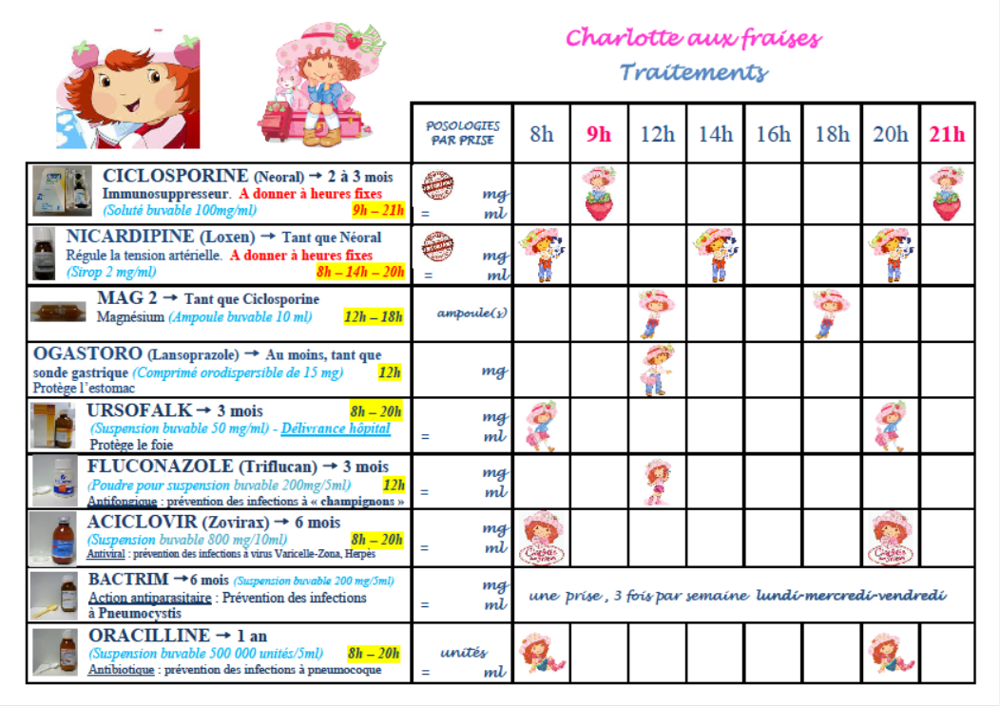 Charlotte aux fraises
Traitements
POSOLOGIES
PAR PRISE
8h 9h 12h 14h 16h 18h 20h 21h
CICLOSPORINE (Neoral) → 2 à 3 mois
Immunosuppresseur. A donner à heures fixes
(Soluté buvable 100mg/ml) 9h – 21h
mg
= ml
NICARDIPINE (Loxen) → Tant que Néoral
Régule la tension artérielle. A donner à heures fixes
(Sirop 2 mg/ml) 8h – 14h – 20h
mg
= ml
MAG 2 → Tant que Ciclosporine
Magnésium (Ampoule buvable 10 ml) 12h – 18h
ampoule(s)
OGASTORO (Lansoprazole) → Au moins, tant que
sonde gastrique (Comprimé orodispersible de 15 mg) 12h
Protège l’estomac
mg
URSOFALK → 3 mois 8h – 20h
(Suspension buvable 50 mg/ml) - Délivrance hôpital
Protège le foie
mg
= ml
FLUCONAZOLE (Triflucan) → 3 mois
(Poudre pour suspension buvable 200mg/5ml) 12h
Antifongique : prévention des infections à « champignons »
mg
= ml
ACICLOVIR (Zovirax) → 6 mois
(Suspension buvable 800 mg/10ml) 8h – 20h
Antiviral : prévention des infections à virus Varicelle-Zona, Herpès
mg
= ml
BACTRIM → 6 mois (Suspension buvable 200 mg/5ml)
Action antiparasitaire : Prévention des infections
à Pneumocystis
mg
= ml
une prise , 3 fois par semaine lundi-mercredi-vendredi
ORACILLINE → 1 an
(Suspension buvable 500 000 unités/5ml) 8h – 20h
Antibiotique : prévention des infections à pneumocoque
unités
= ml